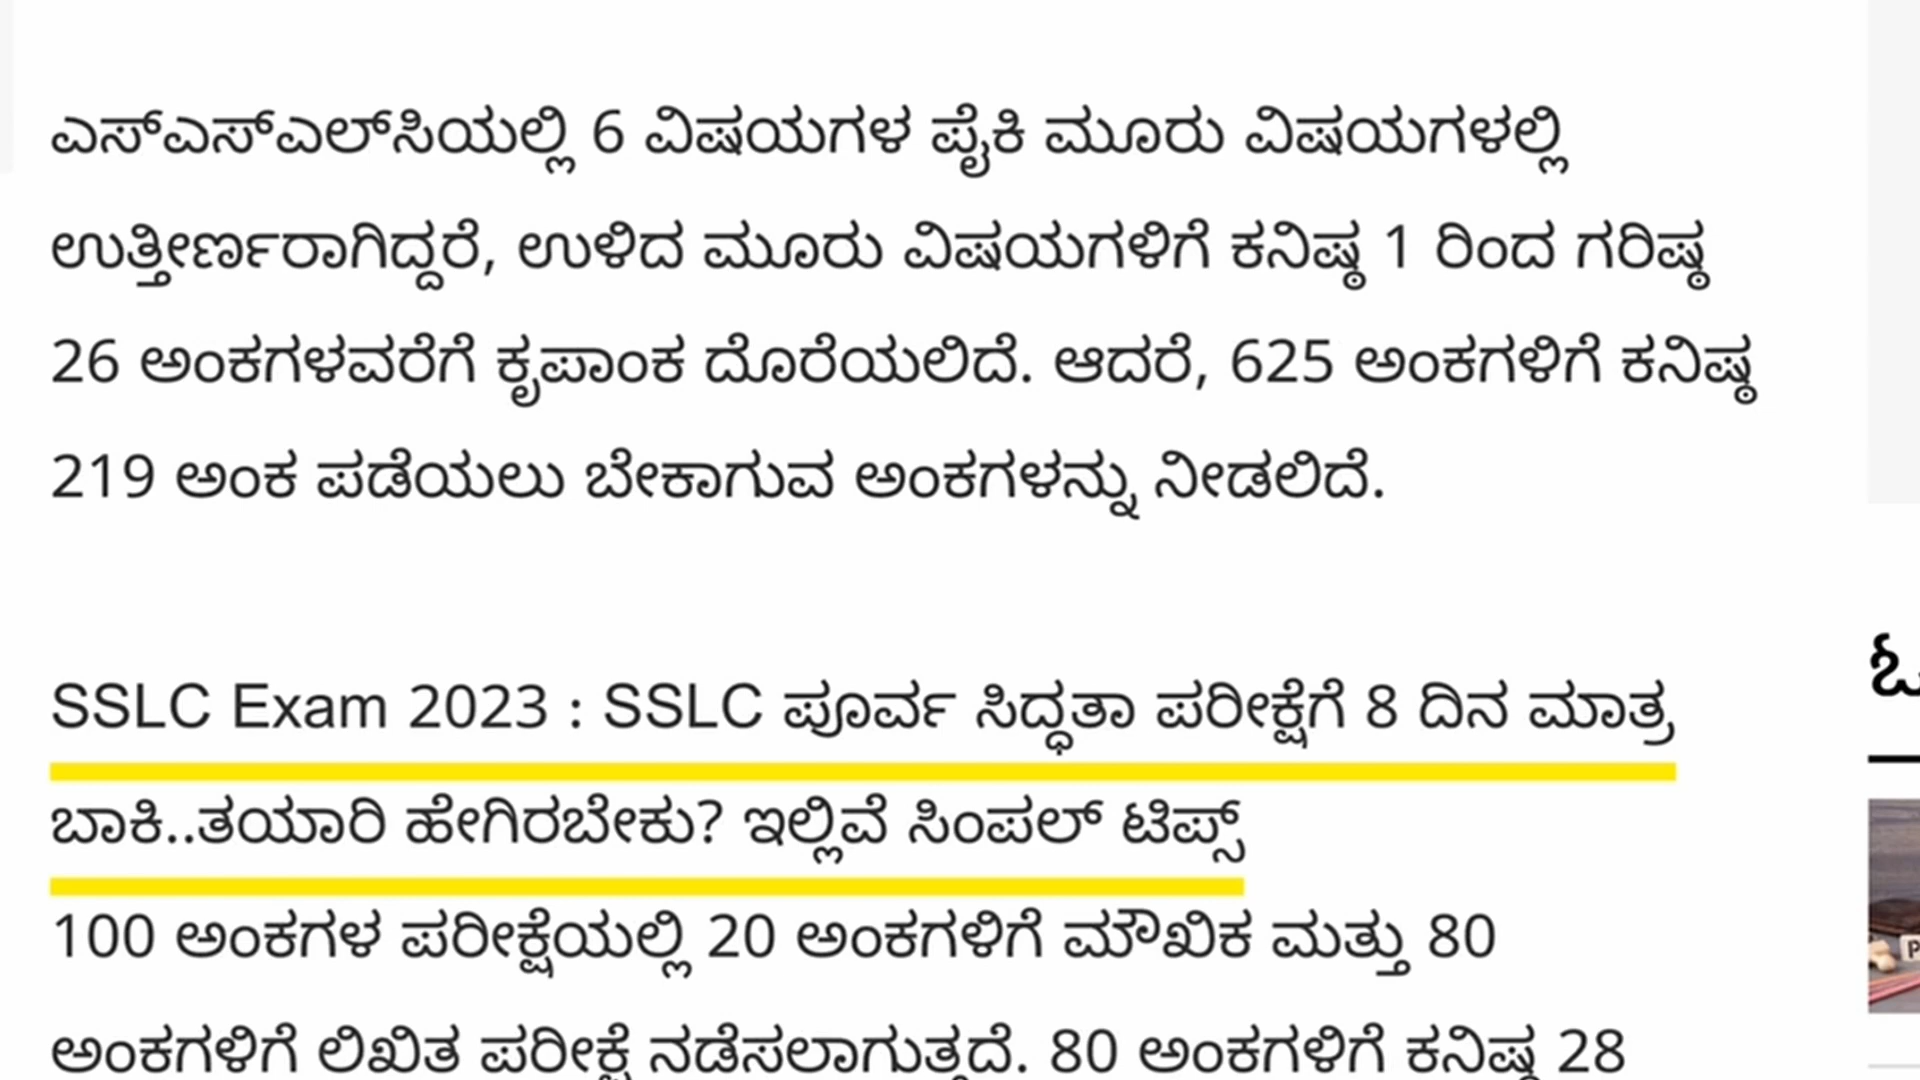 ಎಸ್‌ಎಸ್‌ಎಲ್‌ಸಿಯಲ್ಲಿ 6 ವಿಷಯಗಳ ಪೈಕಿ ಮೂರು ವಿಷಯಗಳಲ್ಲಿ
ಉತ್ತೀರ್ಣರಾಗಿದ್ದರೆ, ಉಳಿದ ಮೂರು ವಿಷಯಗಳಿಗೆ ಕನಿಷ್ಠ 1 ರಿಂದ ಗರಿಷ್ಠ
26 ಅಂಕಗಳವರೆಗೆ ಕೃಪಾಂಕ ದೊರೆಯಲಿದೆ. ಆದರೆ, 625 ಅಂಕಗಳಿಗೆ ಕನಿಷ್ಠ
219 ಅಂಕ ಪಡೆಯಲು ಬೇಕಾಗುವ ಅಂಕಗಳನ್ನು ನೀಡಲಿದೆ.
SSLC Exam 2023 : SSLC ಪೂರ್ವ ಸಿದ್ಧತಾ ಪರೀಕ್ಷೆಗೆ 8 ದಿನ ಮಾತ್ರ
ಬಾಕಿ..ತಯಾರಿ ಹೇಗಿರಬೇಕು? ಇಲ್ಲಿವೆ ಸಿಂಪಲ್ ಟಿಪ್ಸ್
100 ಅಂಕಗಳ ಪರೀಕ್ಷೆಯಲ್ಲಿ 20 ಅಂಕಗಳಿಗೆ ಮೌಖಿಕ ಮತ್ತು 80
ಅಂಕಗಳಿಗೆ ಲಿಖಿತ ಪರೀಕ್ಷೆ ನಡೆಸಲಾಗುತ್ತದೆ. 80 ಅಂಕಗಳಿಗೆ ಕನಿಷ್ಠ 28